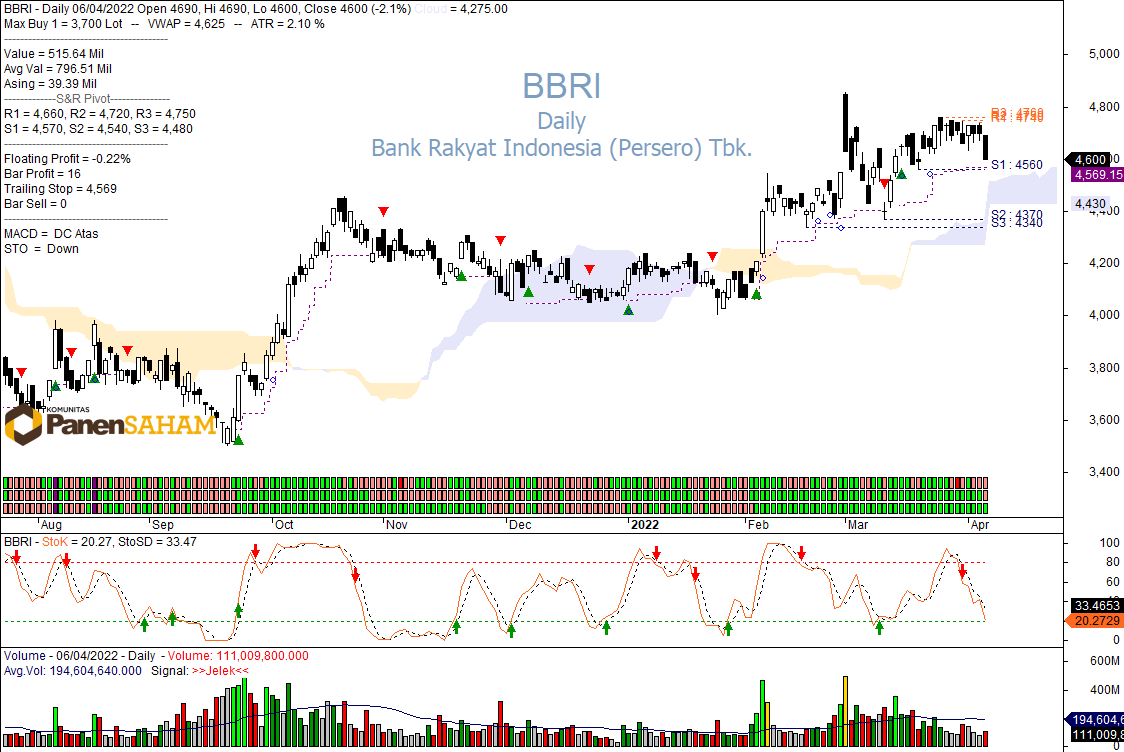 BBRI - Daily 06/04/2022 Open 4690, Hi 4690, Lo 4600, Close 4600 (-2.1%) Cloud = 4,275.00
Max Buy 1 = 3,700 Lot -- VWAP = 4,625 -- ATR = 2.10 %
Value = 515.64 Mil
Avg Val = 796.51 Mil
Asing = 39.39 Mil
--------------S&R Pivot----------------
R1 = 4,660, R2 = 4,720, R3 = 4,750
S1 = 4,570, S2 = 4,540, S3 = 4,480
Floating Profit = -0.22%
Bar Profit = 16
Trailing Stop = 4,569
Bar Sell = 0
MACD = DC Atas
STO = Down
BBRI
Daily
Bank Rakyat Indonesia (Persero) Tbk.
5,000
4,800
R1 : 4740
4,600
S1 : 4560
4,569.15
4,430
4,400
S2 : 4370
S3 : 4340
4,200
4,000
3,800
3,600
3,400
KOMUNITAS
PanenSAHAM
Aug Sep Oct Nov Dec 2022 Feb Mar Apr
BBRI - StoK = 20.27, StoSD = 33.47
100
80
60
33.4653
20.2729
0
Volume - 06/04/2022 - Daily - Volume: 111,009,800.000
Avg.Vol: 194,604,640.000 Signal: >>Jelek<<
600M
400M
194,604,6
111,009,8
0